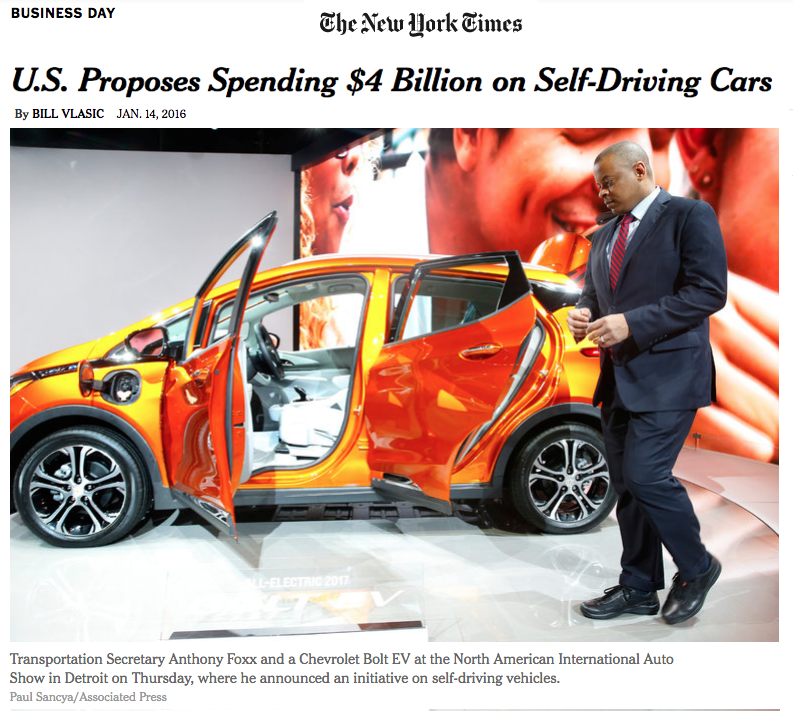 BUSINESS DAY
The New York Times
U.S. Proposes Spending $4 Billion on Self-Driving Cars
By BILL VLASIC JAN. 14, 2016
ALL-ELECTRIC 2017
Transportation Secretary Anthony Foxx and a Chevrolet Bolt EV at the North American International Auto
Show in Detroit on Thursday, where he announced an initiative on self-driving vehicles.
Paul Sancya/Associated Press